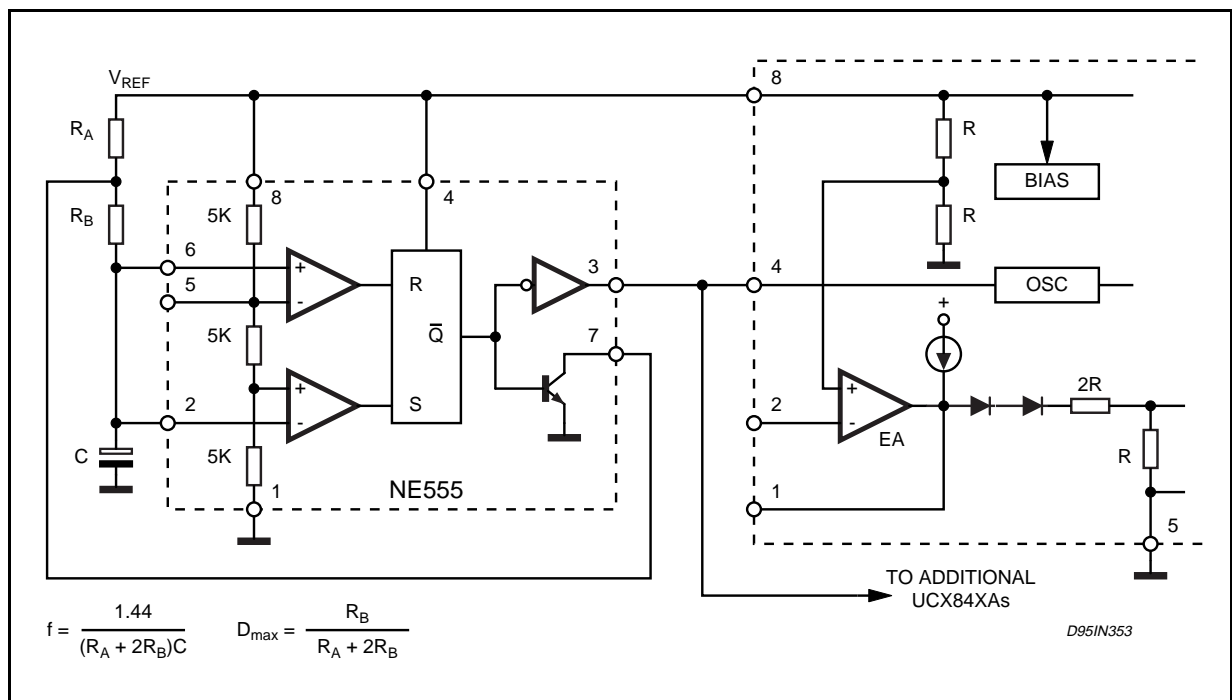 V_REF
8
R_A
R
BIAS
8
4
R_B
5K
R
6
4
3
+
R
OSC
5
-
+
5K
Q̅
7
2R
+
+
2
S
2
-
-
EA
C
R
5K
1
1
NE555
5
TO ADDITIONAL
UCX84XAs
f = 1.44 / (R_A + 2R_B)C
D_max = R_B / R_A + 2R_B
D95IN353